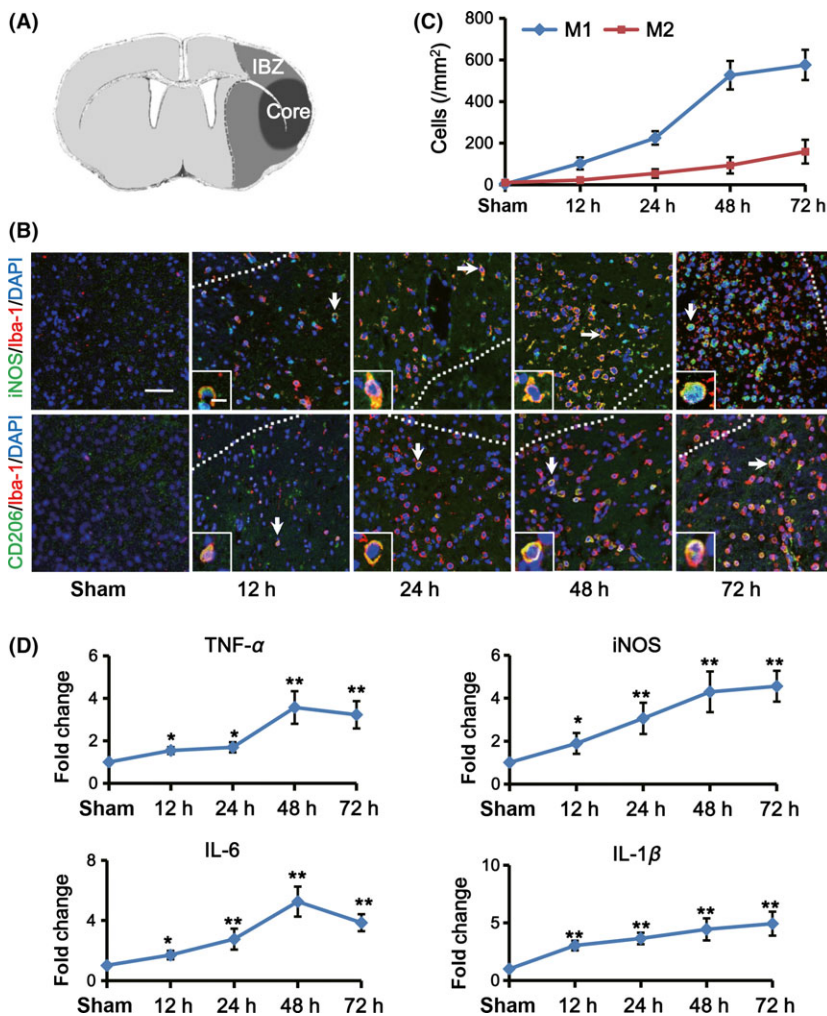 (A)
IBZ
Core
(C)
M1 M2
Cells (/mm²)
800
600
400
200
0
Sham 12 h 24 h 48 h 72 h
(B)
iNOS/Iba-1/DAPI
CD206/Iba-1/DAPI
Sham 12 h 24 h 48 h 72 h
(D)
TNF-α
Fold change
6
4
2
0
* * ** **
Sham 12 h 24 h 48 h 72 h
iNOS
Fold change
6
4
2
0
* ** ** **
Sham 12 h 24 h 48 h 72 h
IL-6
Fold change
8
4
0
* ** ** **
Sham 12 h 24 h 48 h 72 h
IL-1β
Fold change
10
5
0
** ** ** **
Sham 12 h 24 h 48 h 72 h